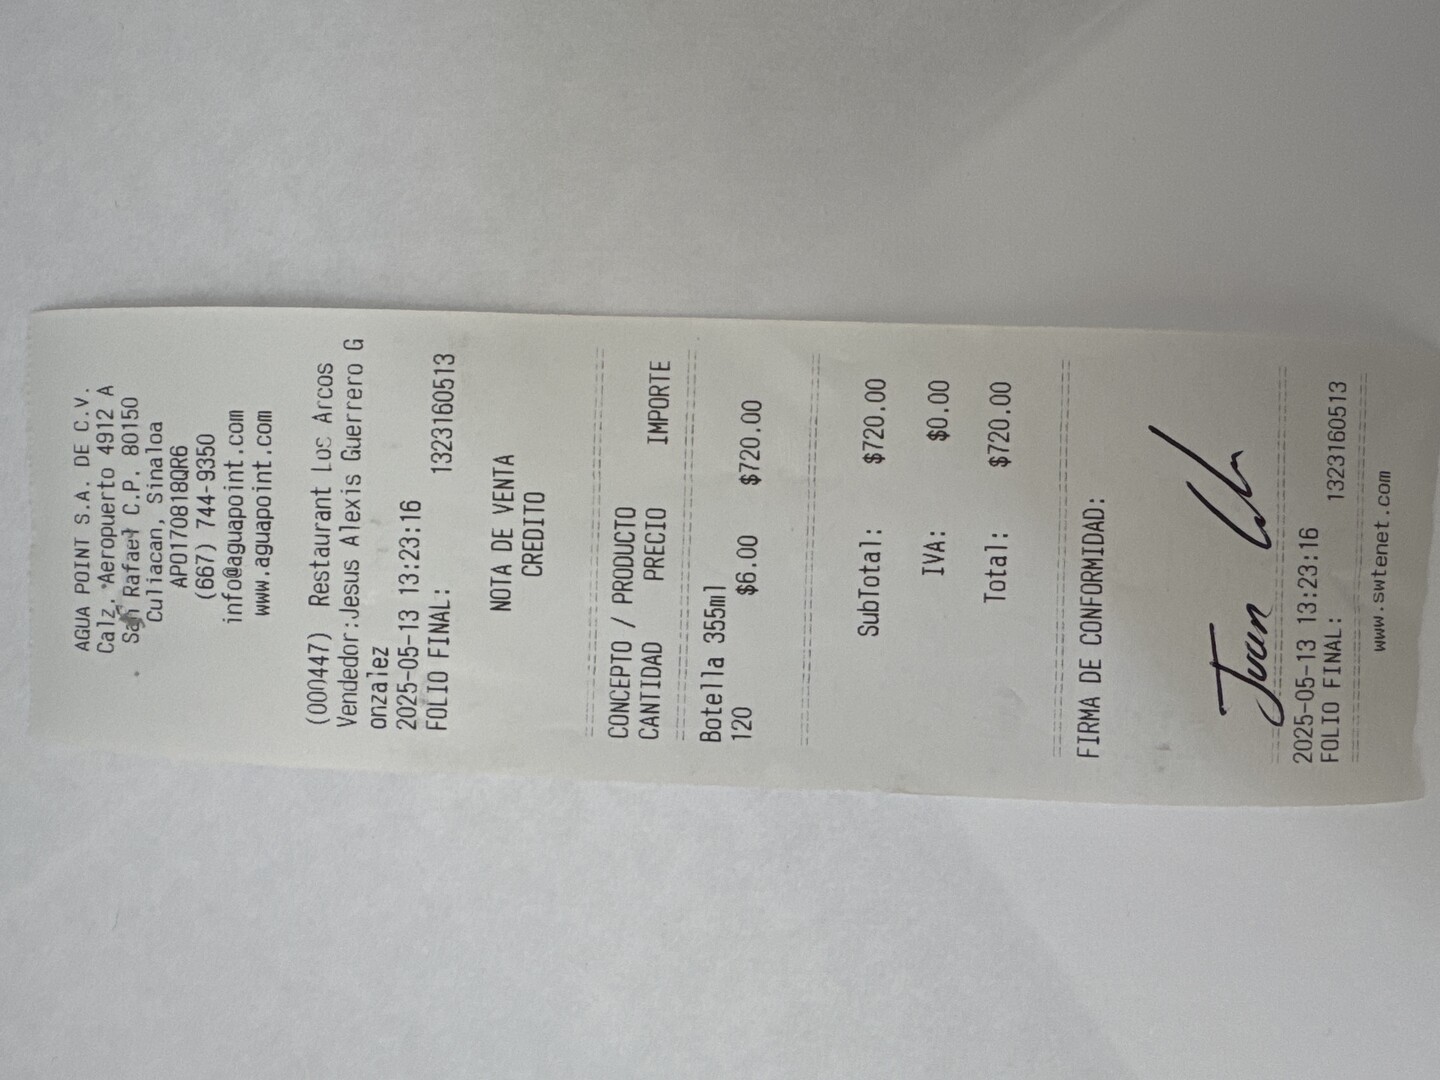 AGUA POINT S.A. DE C.V.
Calz. Aeropuerto 4912 A
San Rafael C.P. 80150
Culiacan, Sinaloa
APO170818QR6
(667) 744-9350
info@aguapoint.com
www.aguapoint.com
(000447) Restaurant Los Arcos
Vendedor:Jesus Alexis Guerrero G
onzalez
2025-05-13 13:23:16
FOLIO FINAL: 1323160513
NOTA DE VENTA
CREDITO
CONCEPTO / PRODUCTO
CANTIDAD PRECIO IMPORTE
Botella 355ml
120 $6.00 $720.00
SubTotal: $720.00
IVA: $0.00
Total: $720.00
FIRMA DE CONFORMIDAD:
Juan
2025-05-13 13:23:16
FOLIO FINAL: 1323160513
www.swtenet.com